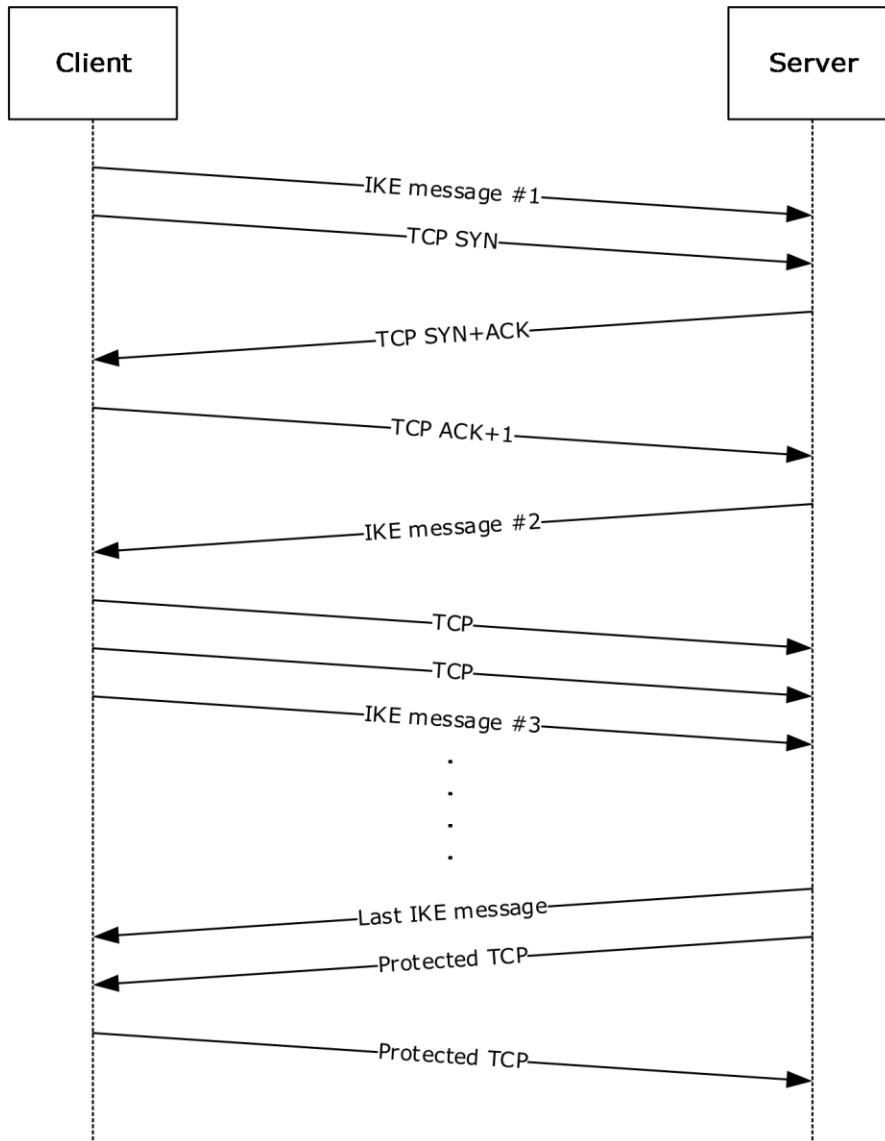 Client
Server
IKE message #1
TCP SYN
TCP SYN+ACK
TCP ACK+1
IKE message #2
TCP
TCP
IKE message #3
Last IKE message
Protected TCP
Protected TCP